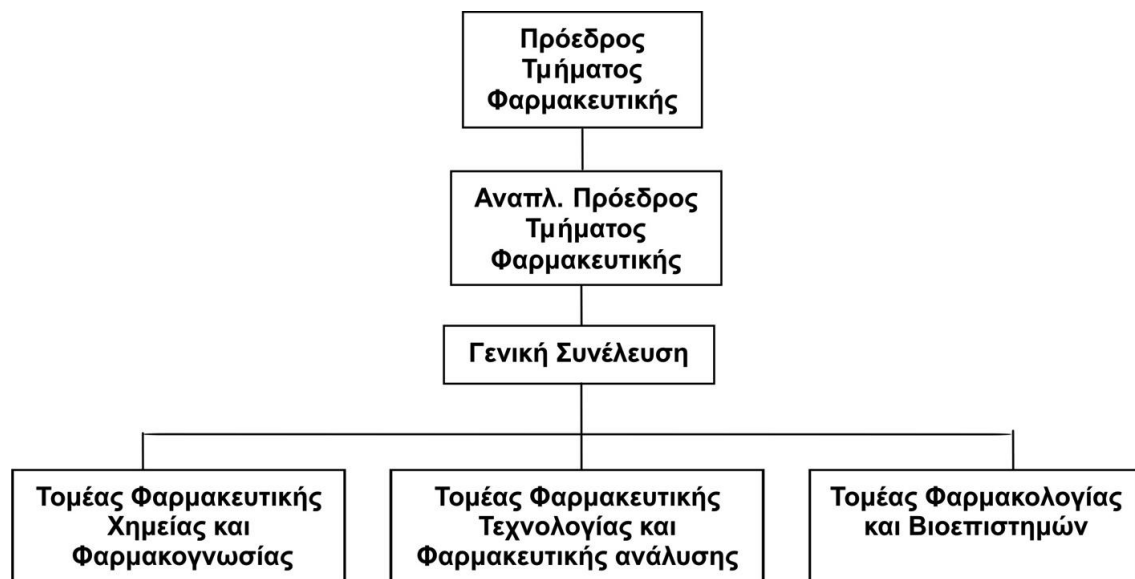 Πρόεδρος
Τμήματος
Φαρμακευτικής
Αναπλ. Πρόεδρος
Τμήματος
Φαρμακευτικής
Γενική Συνέλευση
Τομέας Φαρμακευτικής
Χημείας και
Φαρμακογνωσίας
Τομέας Φαρμακευτικής
Τεχνολογίας και
Φαρμακευτικής ανάλυσης
Τομέας Φαρμακολογίας
και Βιοεπιστημών